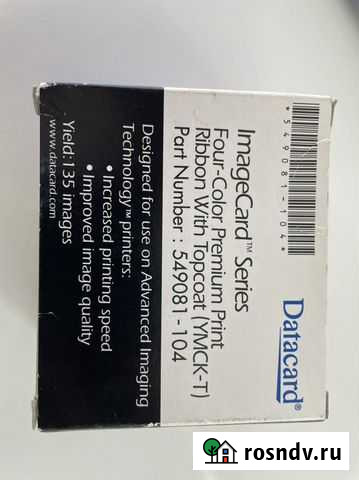 Datacard®
*549081-104*
ImageCard™ Series
Four-Color Premium Print
Ribbon With Topcoat (YMCK-T)
Part Number : 549081-104
Designed for use on Advanced Imaging
Technology™ printers:
• Increased printing speed
• Improved image quality
Yield:135 images
www.datacard.com
rosndv.ru